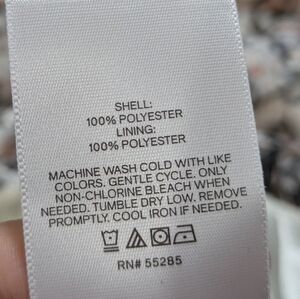 SHELL:
100% POLYESTER
LINING:
100% POLYESTER
MACHINE WASH COLD WITH LIKE
COLORS. GENTLE CYCLE. ONLY
NON-CHLORINE BLEACH WHEN
NEEDED. TUMBLE DRY LOW. REMOVE
PROMPTLY. COOL IRON IF NEEDED.
RN# 55285